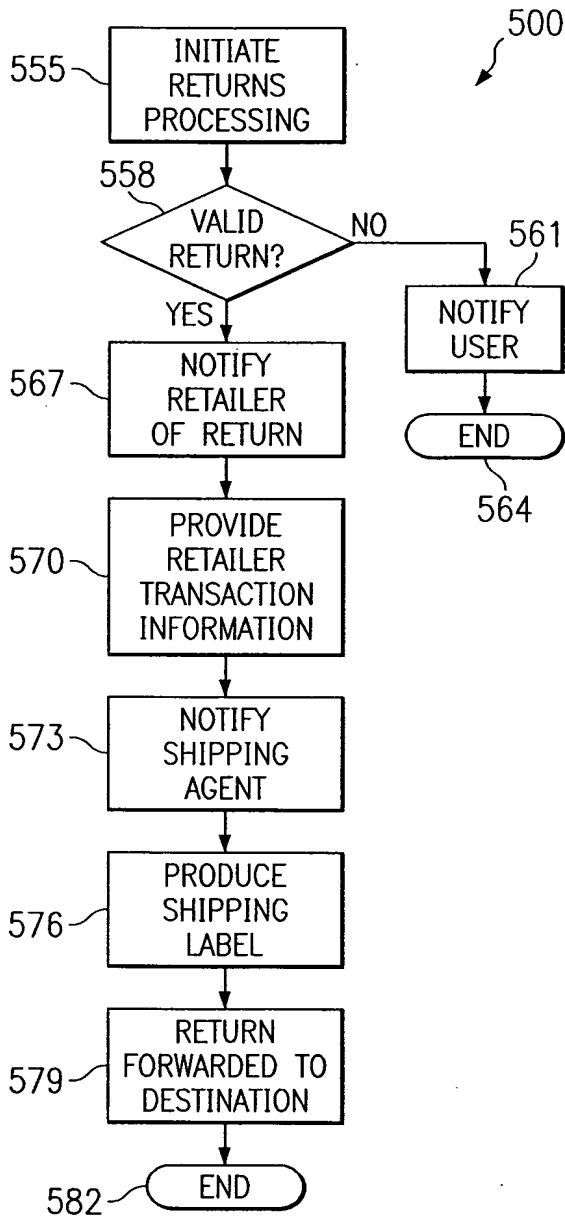 500
555
INITIATE
RETURNS
PROCESSING
558
VALID
RETURN?
NO
YES
561
NOTIFY
USER
END
564
567
NOTIFY
RETAILER
OF RETURN
570
PROVIDE
RETAILER
TRANSACTION
INFORMATION
573
NOTIFY
SHIPPING
AGENT
576
PRODUCE
SHIPPING
LABEL
579
RETURN
FORWARDED TO
DESTINATION
582
END